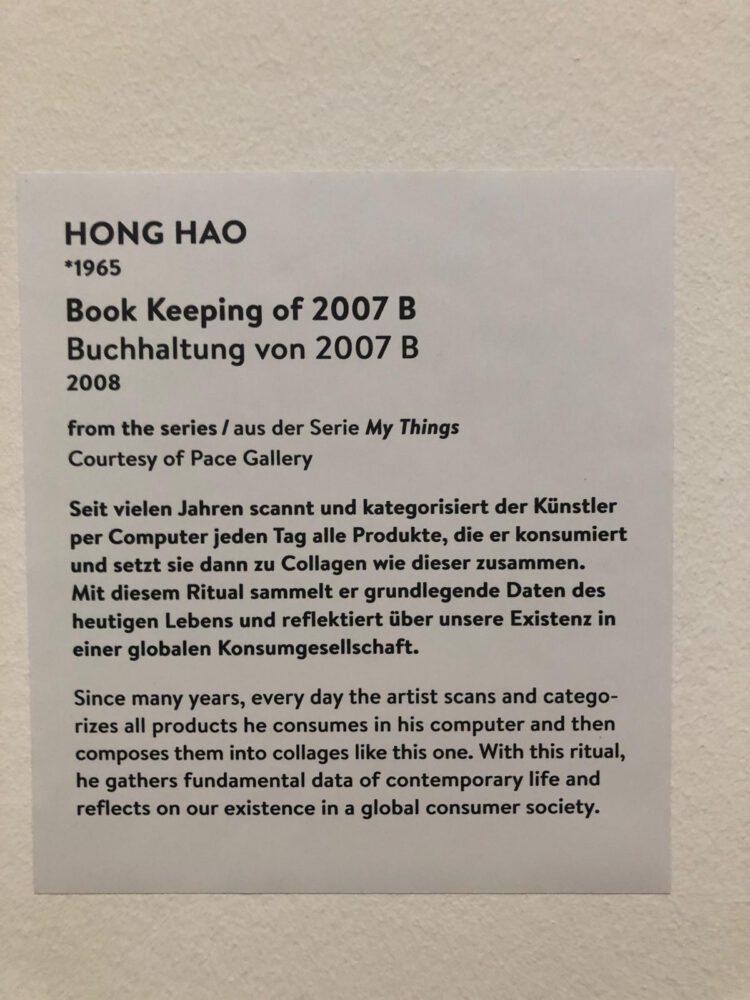 HONG HAO
*1965
Book Keeping of 2007 B
Buchhaltung von 2007 B
2008
from the series / aus der Serie My Things
Courtesy of Pace Gallery
Seit vielen Jahren scannt und kategorisiert der Künstler
per Computer jeden Tag alle Produkte, die er konsumiert
und setzt sie dann zu Collagen wie dieser zusammen.
Mit diesem Ritual sammelt er grundlegende Daten des
heutigen Lebens und reflektiert über unsere Existenz in
einer globalen Konsumgesellschaft.
Since many years, every day the artist scans and catego-
rizes all products he consumes in his computer and then
composes them into collages like this one. With this ritual,
he gathers fundamental data of contemporary life and
reflects on our existence in a global consumer society.